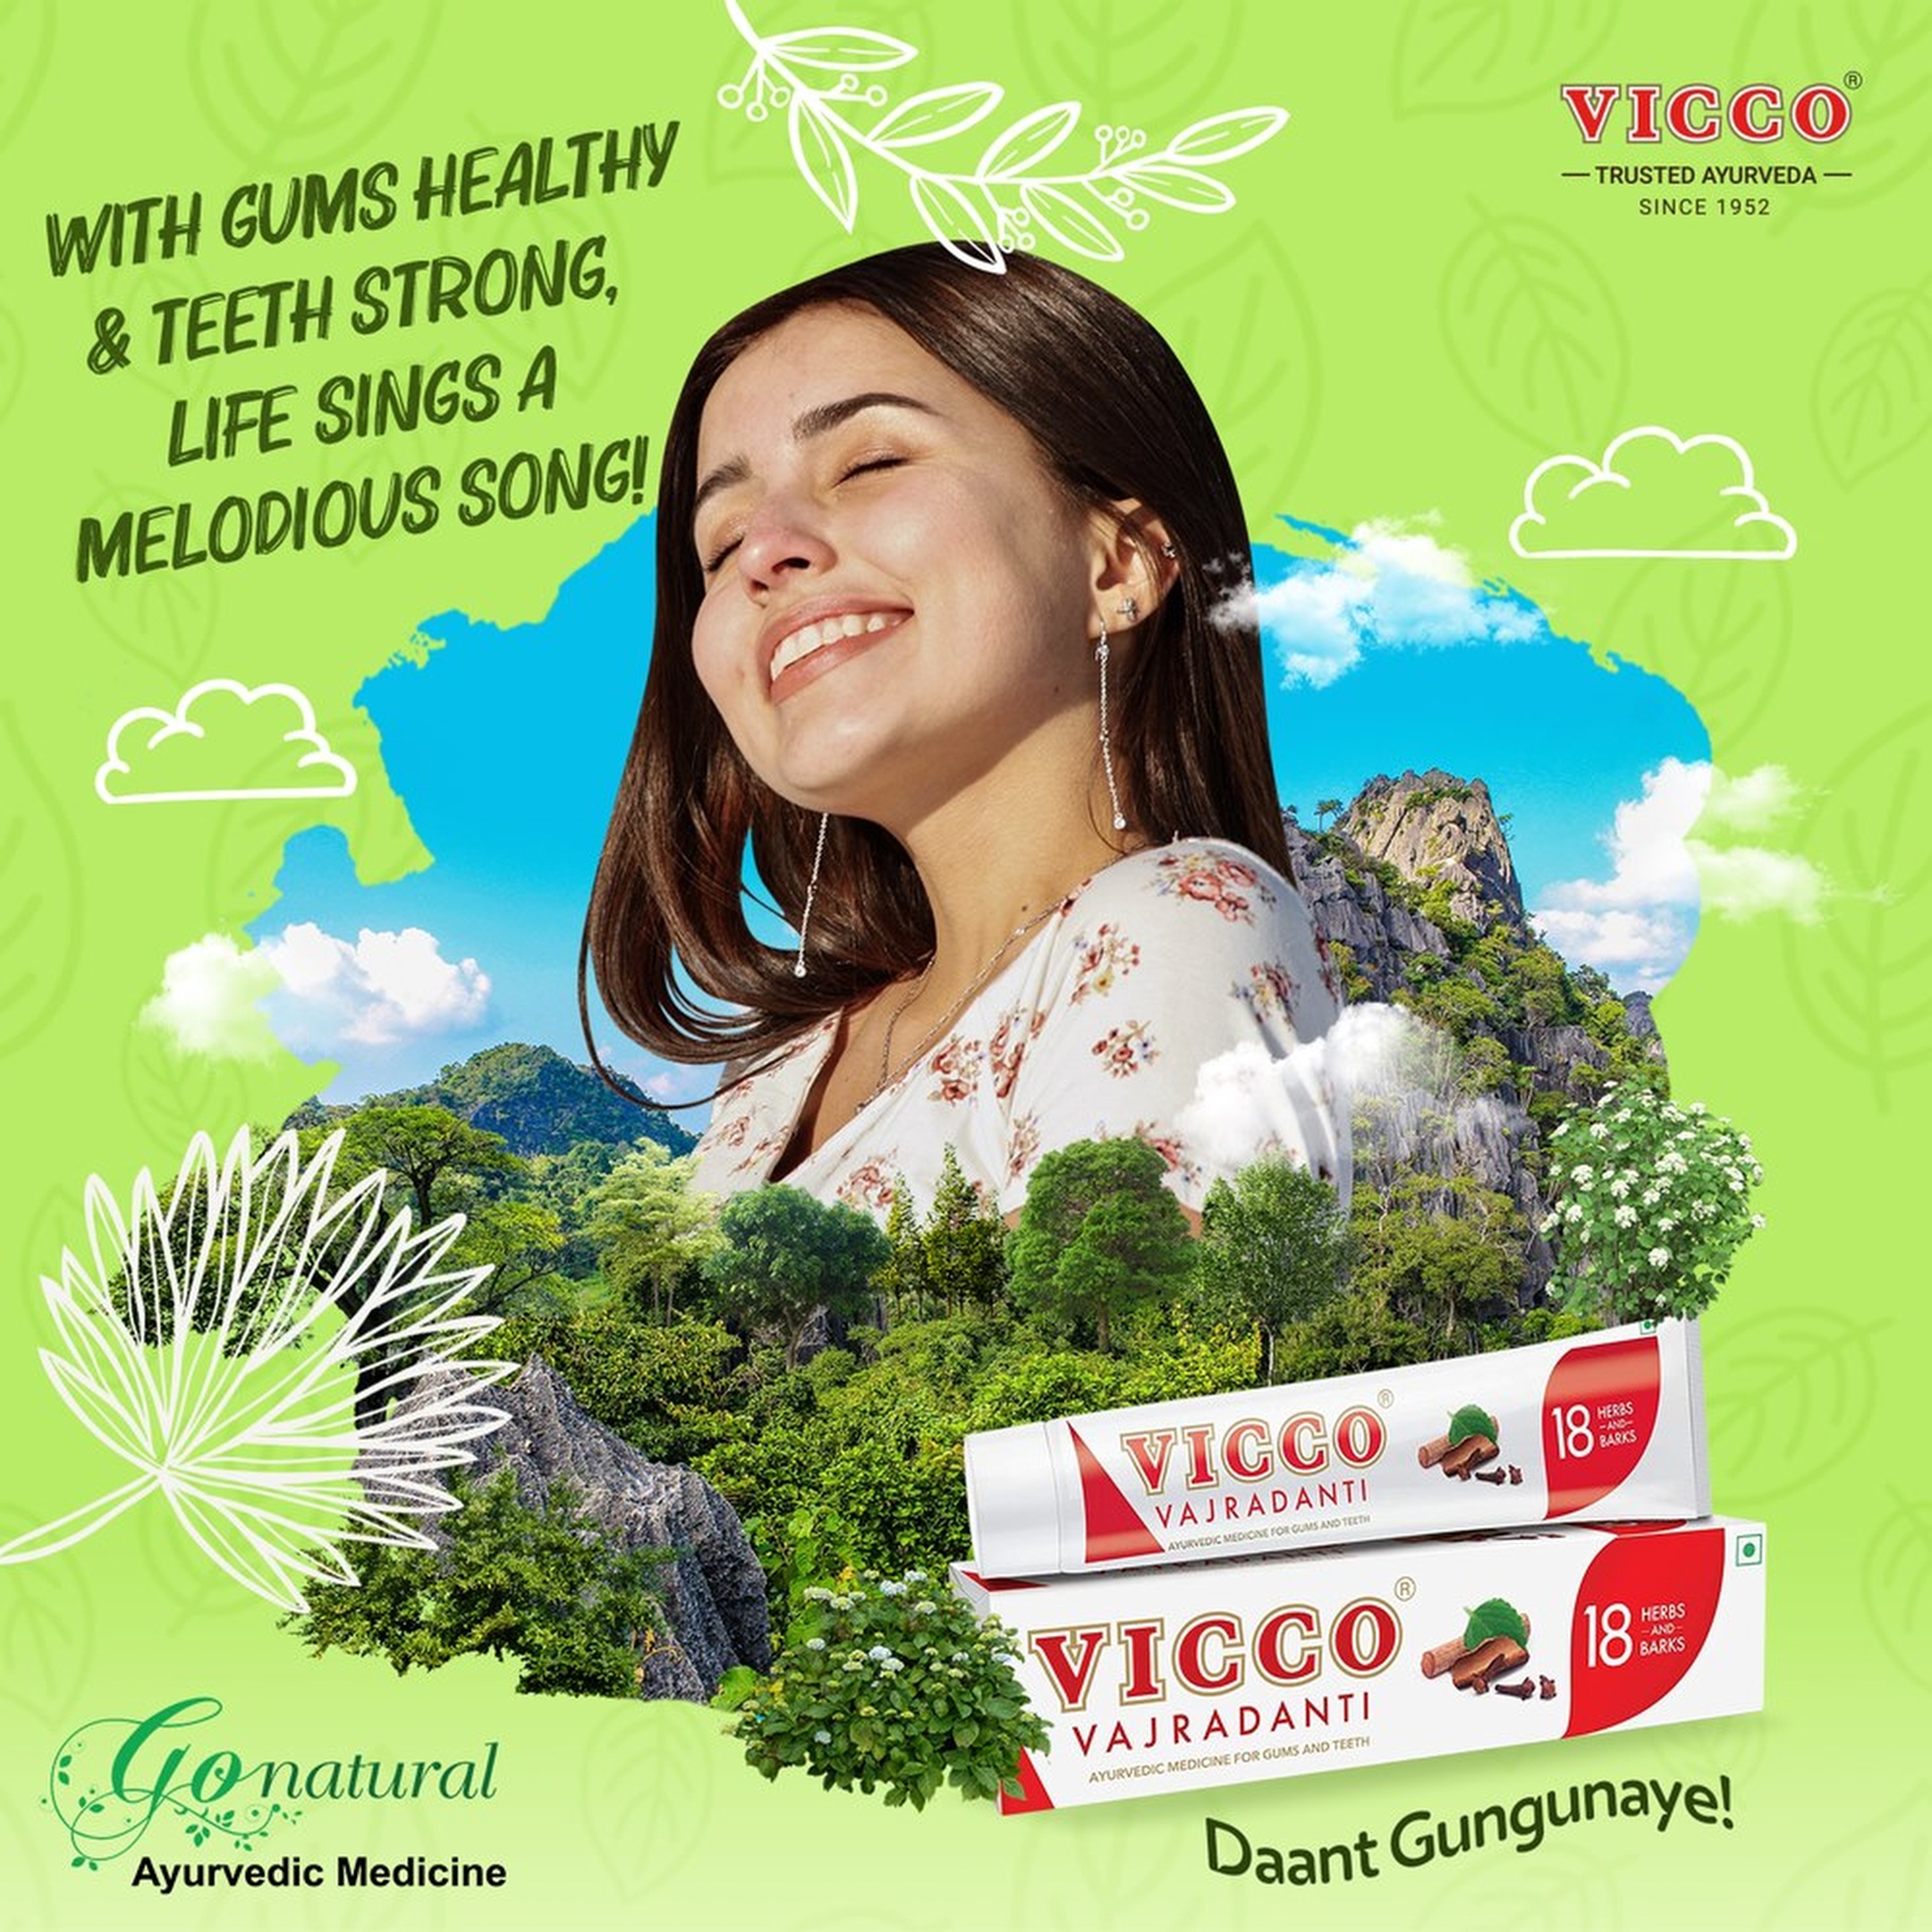 WITH GUMS HEALTHY
& TEETH STRONG,
LIFE SINGS A
MELODIOUS SONG!
VICCO®
TRUSTED AYURVEDA
SINCE 1952
VICCO®
VAJRADANTI
AYURVEDIC MEDICINE FOR GUMS AND TEETH
18 HERBS
AND
BARKS
VICCO®
VAJRADANTI
AYURVEDIC MEDICINE FOR GUMS AND TEETH
18 HERBS
AND
BARKS
Go natural
Ayurvedic Medicine
Daant Gungunaye!